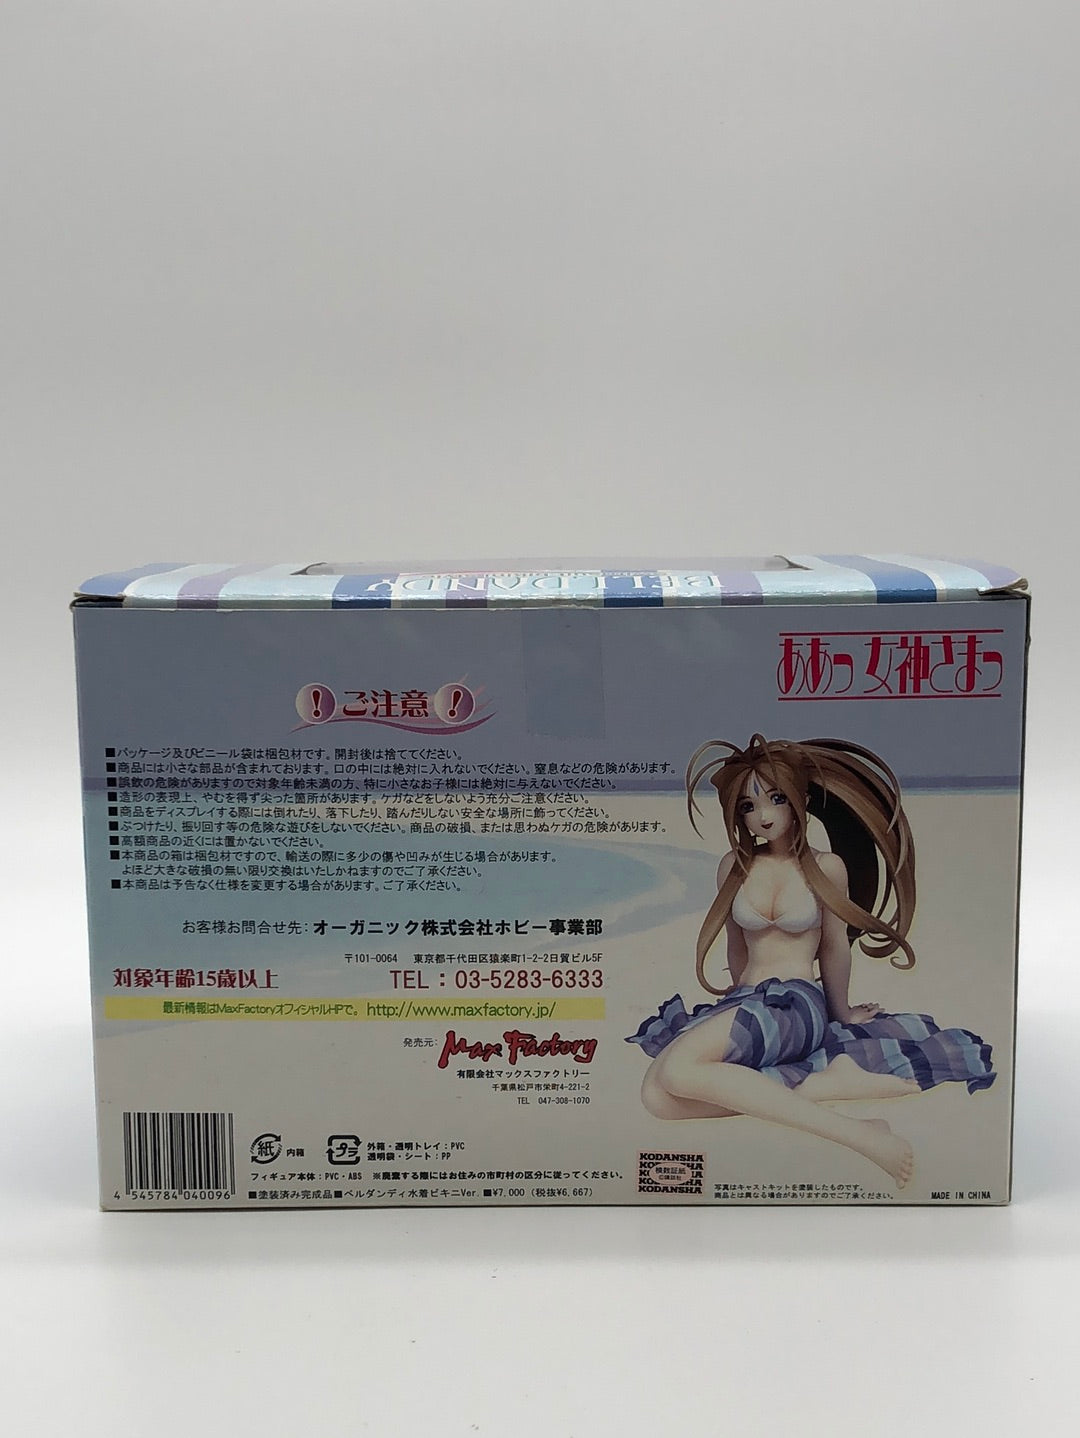 BELLDANDY
ああっ女神さまっ
! ご注意 !
■パッケージ及びビニール袋は梱包材です。開封後は捨ててください。
■商品には小さな部品が含まれております。口の中には絶対に入れないでください。窒息などの危険があります。
■誤飲の危険がありますので対象年齢未満の方、特に小さなお子様には絶対に与えないでください。
■造形の表現上、やむを得ず尖った箇所があります。ケガなどをしないよう充分ご注意ください。
■商品をディスプレイする際には倒れたり、落下したり、踏んだりしない安全な場所に飾ってください。
■ぶつけたり、振り回す等の危険な遊びをしないでください。商品の破損、または思わぬケガの危険があります。
■高額商品の近くには置かないでください。
■本商品の箱は梱包材ですので、輸送の際に多少の傷や凹みが生じる場合があります。
よほど大きな破損の無い限り交換はいたしかねますのでご了承ください。
■本商品は予告なく仕様を変更する場合があります。ご了承ください。
お客様お問合せ先：オーガニック株式会社ホビー事業部
〒101-0064 東京都千代田区猿楽町1-2-2日貿ビル5F
対象年齢15歳以上
TEL：03-5283-6333
最新情報はMaxFactoryオフィシャルHPで。 http://www.maxfactory.jp/
発売元：Max Factory
有限会社マックスファクトリー
千葉県松戸市栄町4-221-2
TEL 047-308-1070
紙 内箱
プラ 外箱・透明トレイ：PVC
透明袋・シート：PP
フィギュア本体：PVC・ABS ※廃棄する際にはお住みの市町村の区分に従ってください。
4 545784 040096
■塗装済み完成品■ベルダンディ水着ビキニVer.■¥7,000（税抜¥6,667）
KODANSHA
検数証紙
KODANSHA
写真はキャストキットを塗装したものです。
商品とは異なる場合がありますのでご了承ください。
MADE IN CHINA